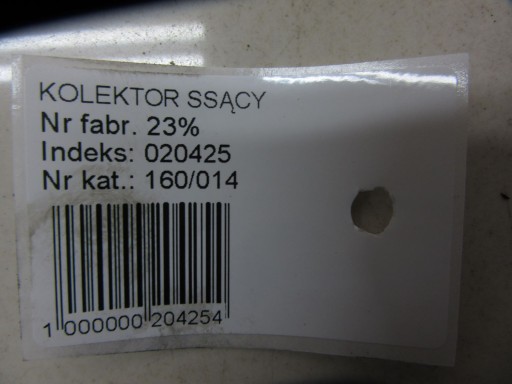 KOLEKTOR SSĄCY
Nr fabr. 23%
Indeks: 020425
Nr kat.: 160/014
1 000000 204254